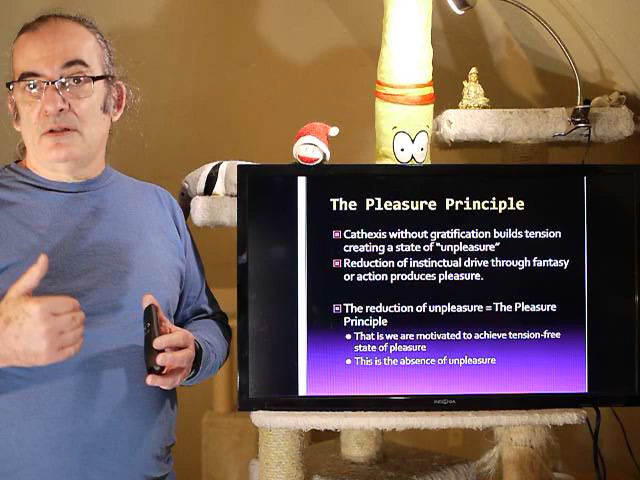 The Pleasure Principle
Cathexis without gratification builds tension
creating a state of "unpleasure"
Reduction of instinctual drive through fantasy
or action produces pleasure.
The reduction of unpleasure = The Pleasure
Principle
That is we are motivated to achieve tension-free
state of pleasure
This is the absence of unpleasure
INSIGNIA